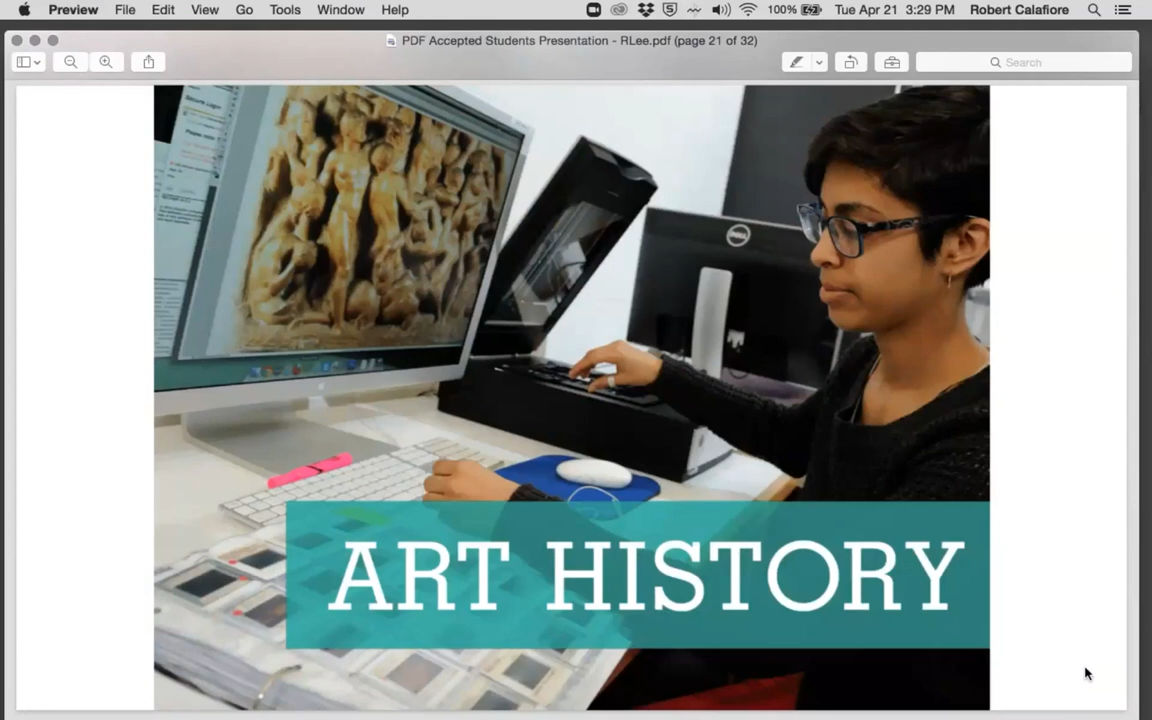 Preview File Edit View Go Tools Window Help 100% Tue Apr 21 3:29 PM Robert Calafiore
PDF Accepted Students Presentation - RLee.pdf (page 21 of 32)
Search
DELL
ART HISTORY